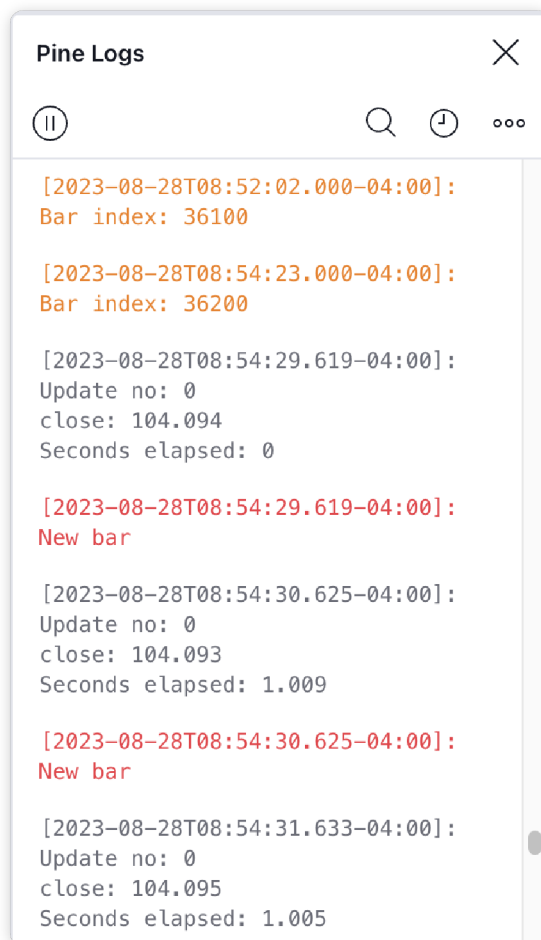 Pine Logs
[2023-08-28T08:52:02.000-04:00]:
Bar index: 36100
[2023-08-28T08:54:23.000-04:00]:
Bar index: 36200
[2023-08-28T08:54:29.619-04:00]:
Update no: 0
close: 104.094
Seconds elapsed: 0
[2023-08-28T08:54:29.619-04:00]:
New bar
[2023-08-28T08:54:30.625-04:00]:
Update no: 0
close: 104.093
Seconds elapsed: 1.009
[2023-08-28T08:54:30.625-04:00]:
New bar
[2023-08-28T08:54:31.633-04:00]:
Update no: 0
close: 104.095
Seconds elapsed: 1.005